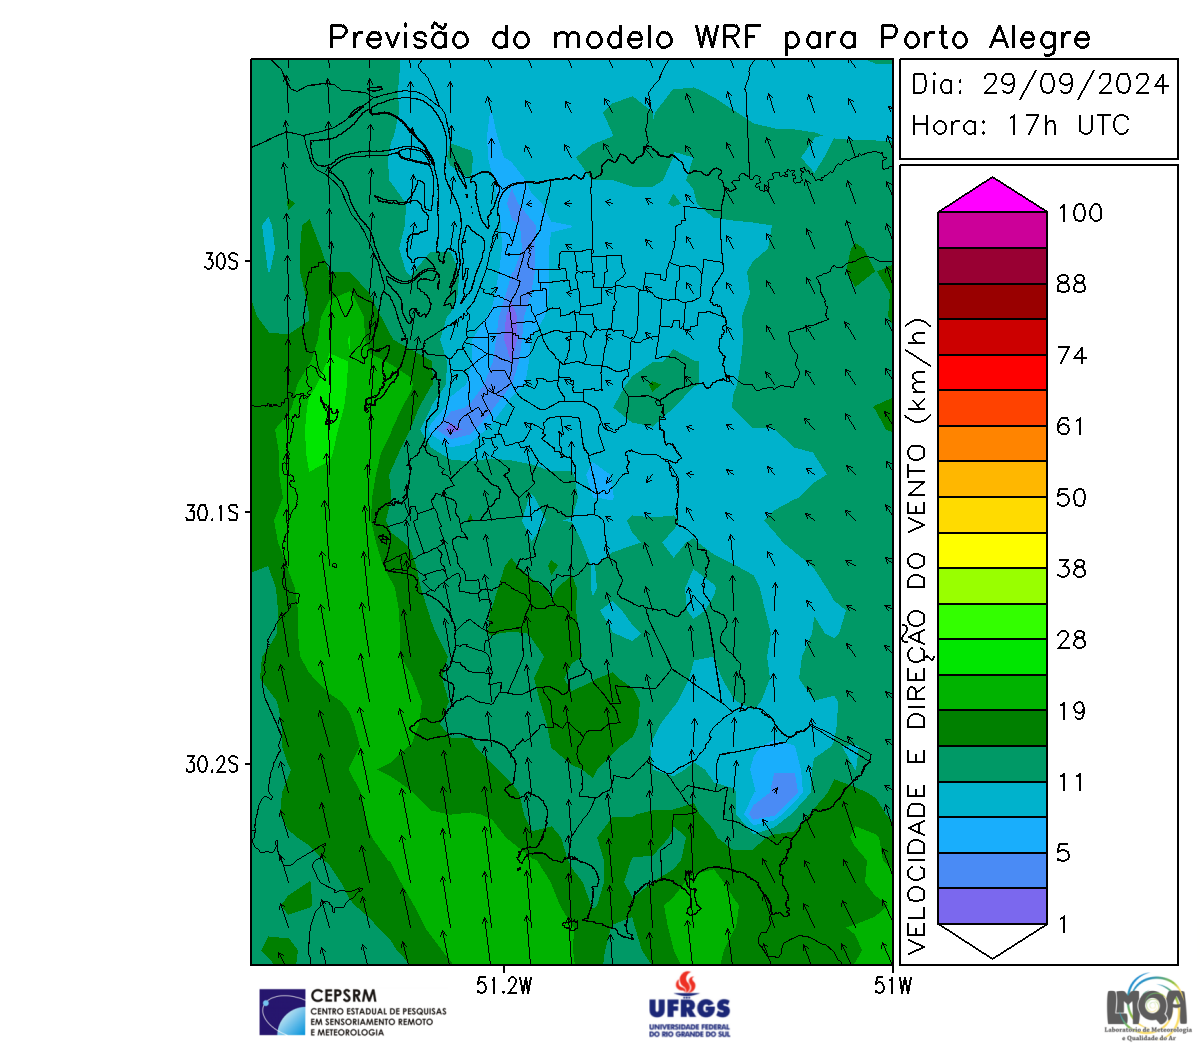 Previsão do modelo WRF para Porto Alegre
Dia: 29/09/2024
Hora: 17h UTC
30S
30.1S
30.2S
51.2W
51W
VELOCIDADE E DIREÇÃO DO VENTO (km/h)
100
88
74
61
50
38
28
19
11
5
1
CEPSRM
CENTRO ESTADUAL DE PESQUISAS
EM SENSORIAMENTO REMOTO
E METEOROLOGIA
UFRGS
UNIVERSIDADE FEDERAL
DO RIO GRANDE DO SUL
LMQA
Laboratório de Meteorologia
e Qualidade do Ar